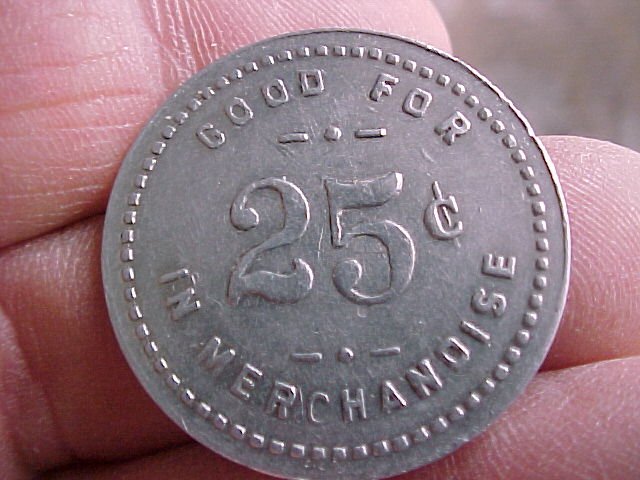 GOOD FOR
25¢
IN MERCHANDISE